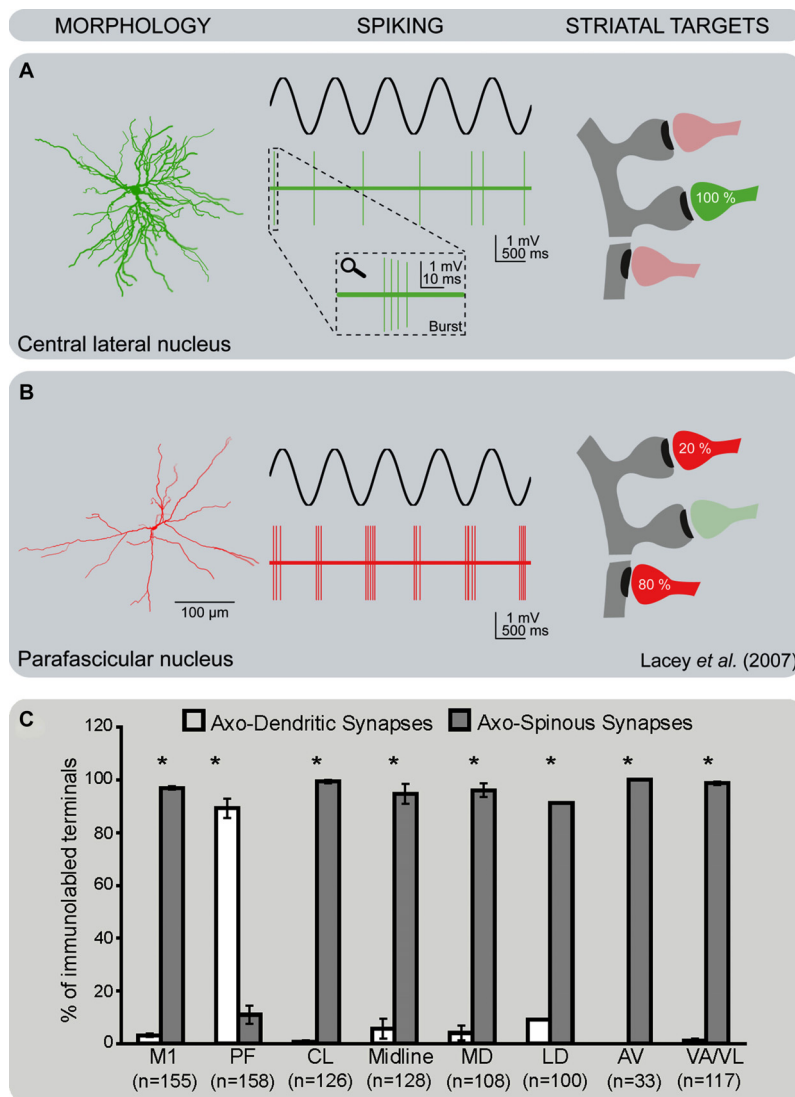 MORPHOLOGY SPIKING STRIATAL TARGETS
A
100 %
1 mV
500 ms
1 mV
10 ms
Burst
Central lateral nucleus
B
20 %
80 %
100 µm
1 mV
500 ms
Parafascicular nucleus
Lacey et al. (2007)
C
Axo-Dendritic Synapses Axo-Spinous Synapses
% of immunolabled terminals
120
100
80
60
40
20
0
* * * * * * * *
M1 PF CL Midline MD LD AV VA/VL
(n=155) (n=158) (n=126) (n=128) (n=108) (n=100) (n=33) (n=117)